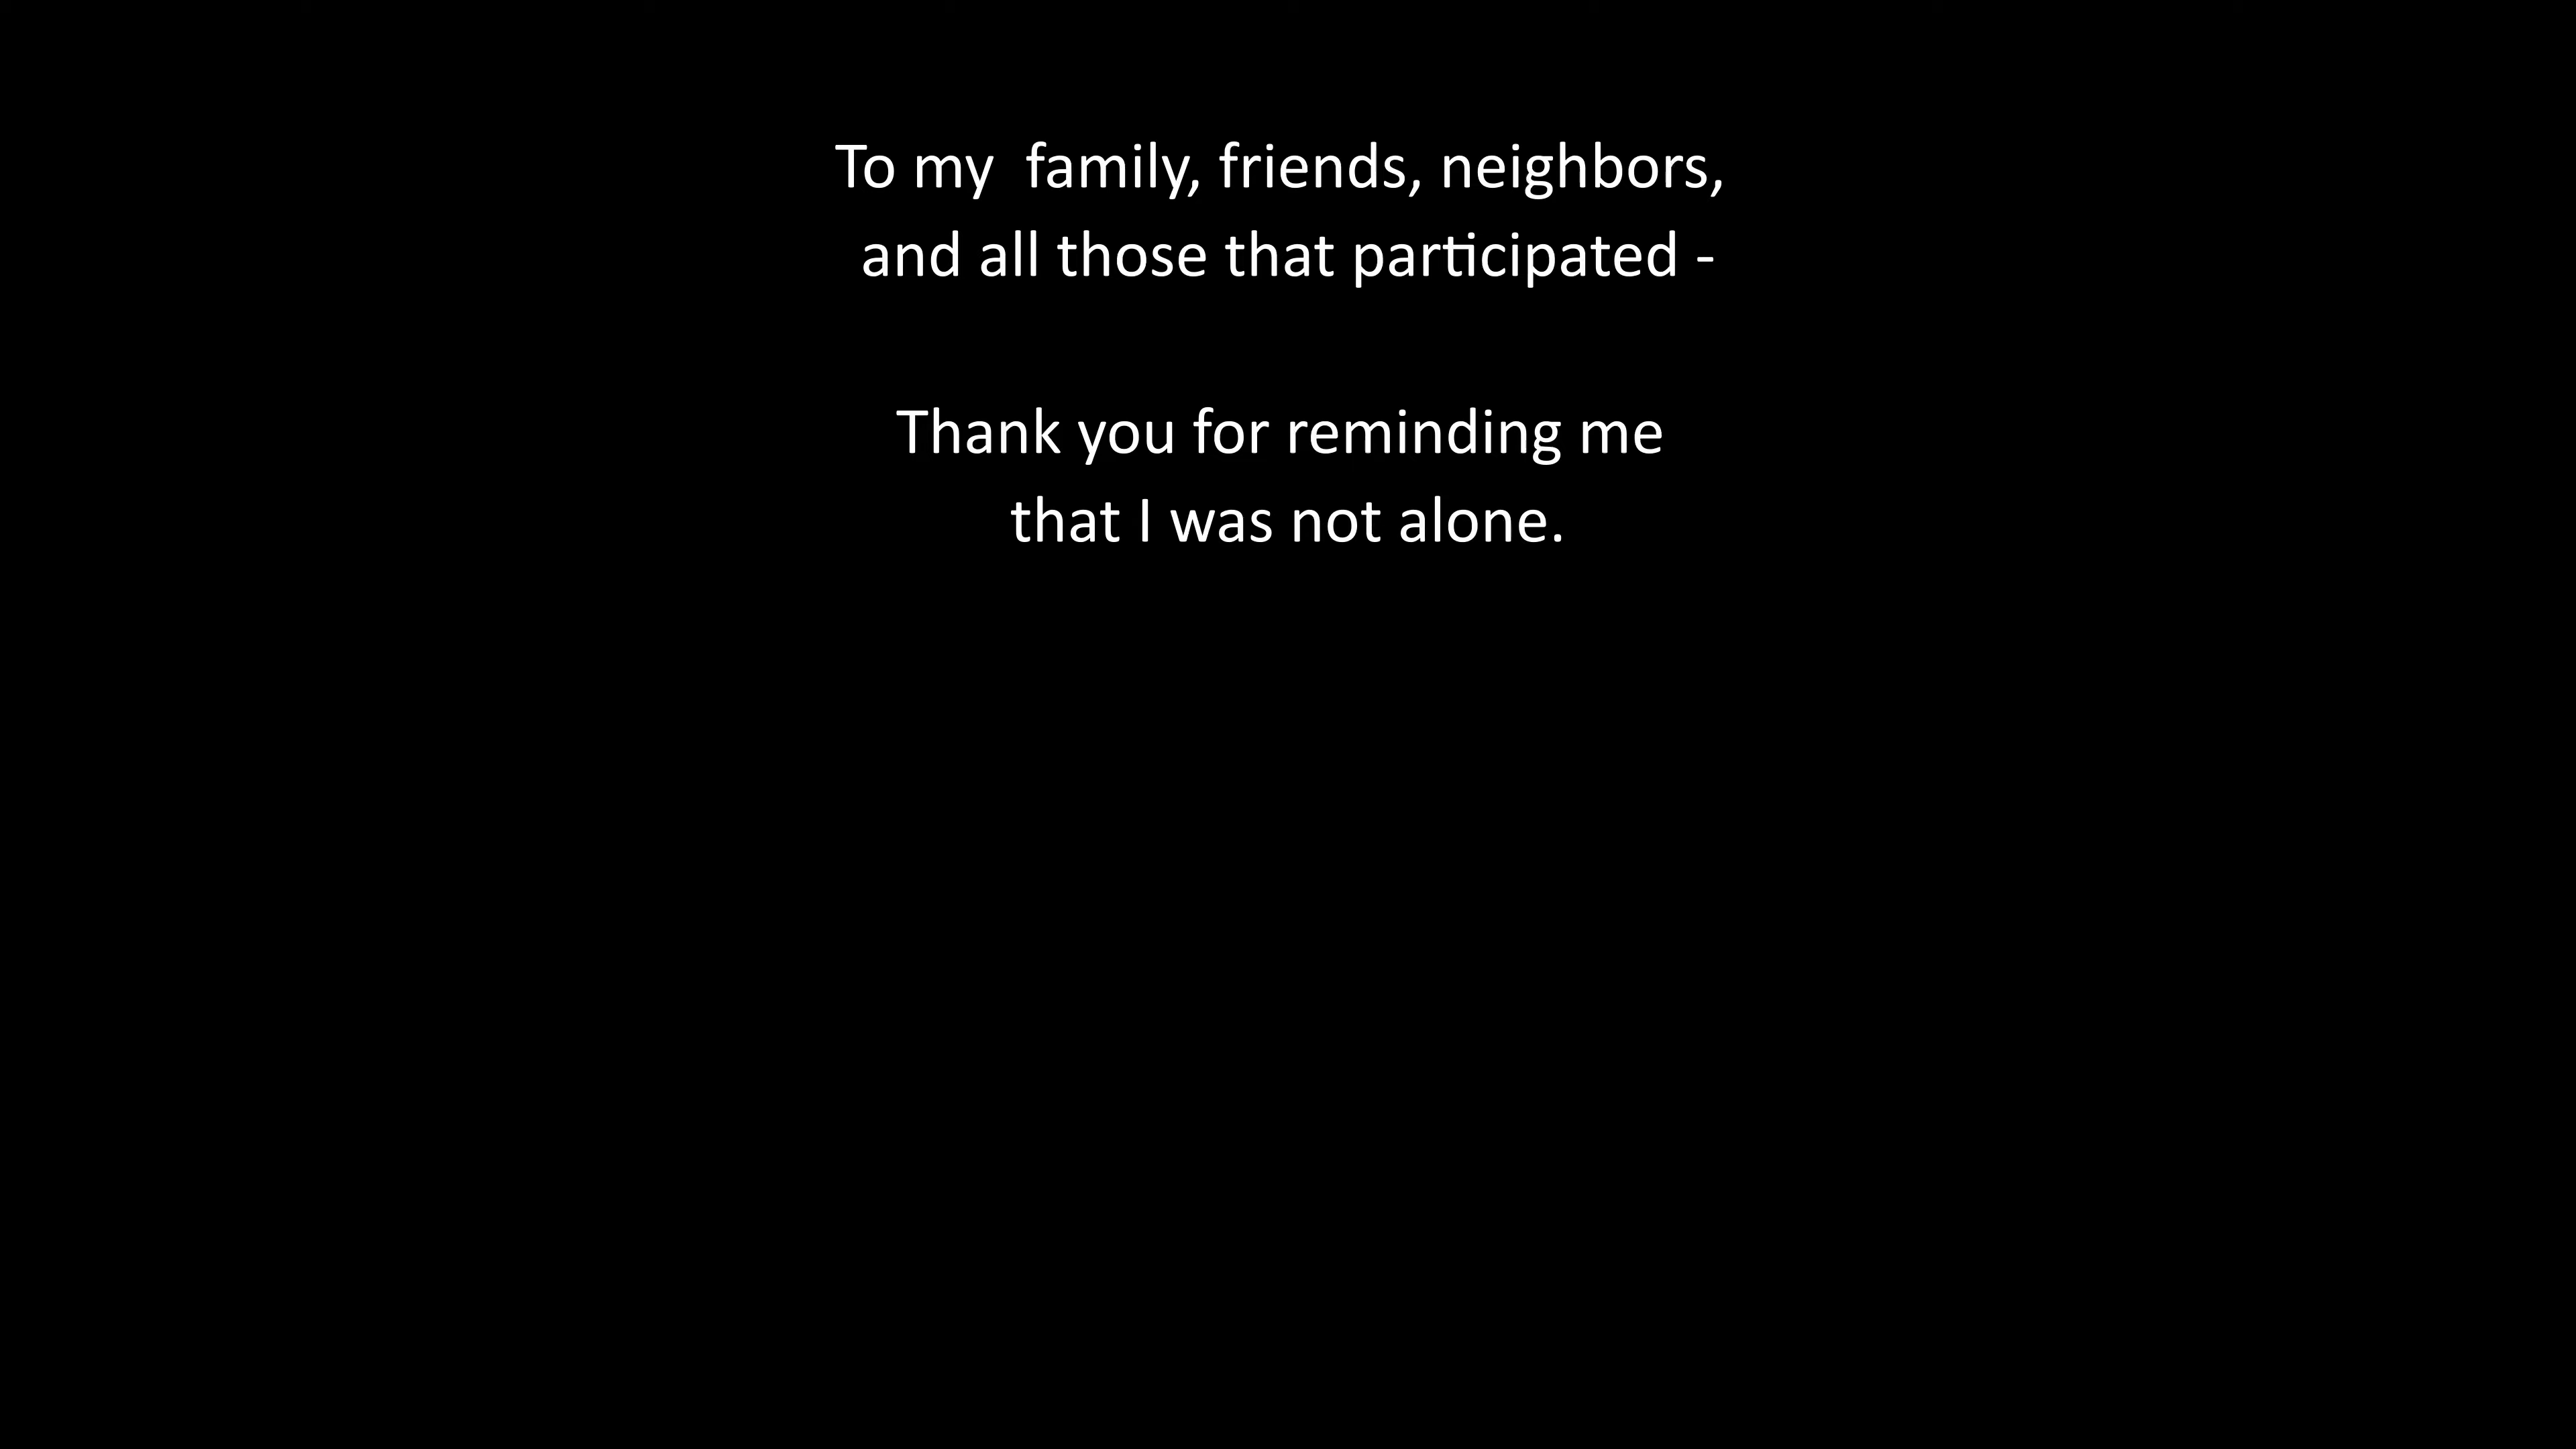 To my  family, friends, neighbors,
and all those that participated -
Thank you for reminding me
that I was not alone.